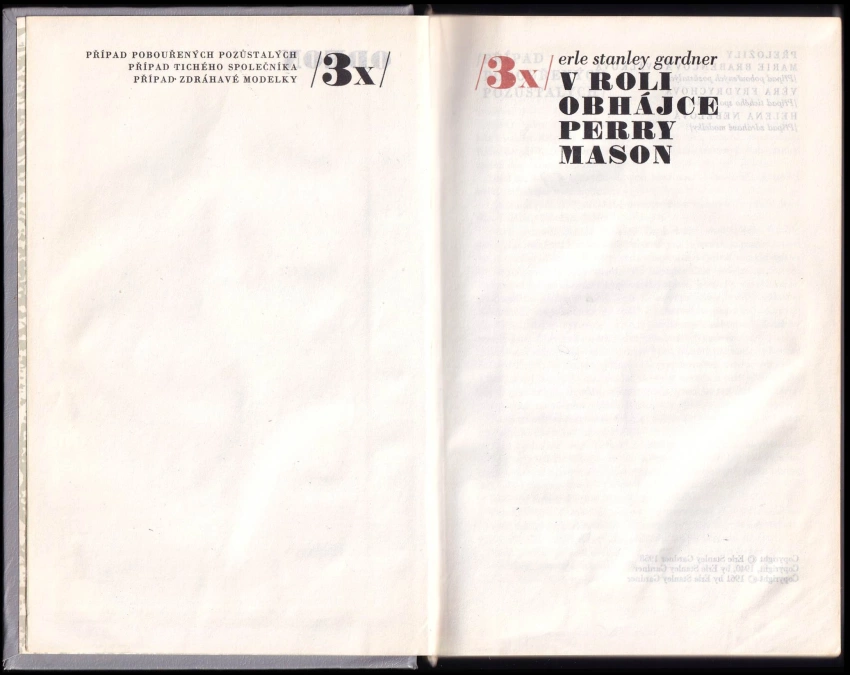 PŘÍPAD POBOUŘENÝCH POZŮSTALÝCH
PŘÍPAD TICHÉHO SPOLEČNÍKA
PŘÍPAD ZDRÁHAVÉ MODELKY
/3x/
/3x/
erle stanley gardner
V ROLI
OBHÁJCE
PERRY
MASON